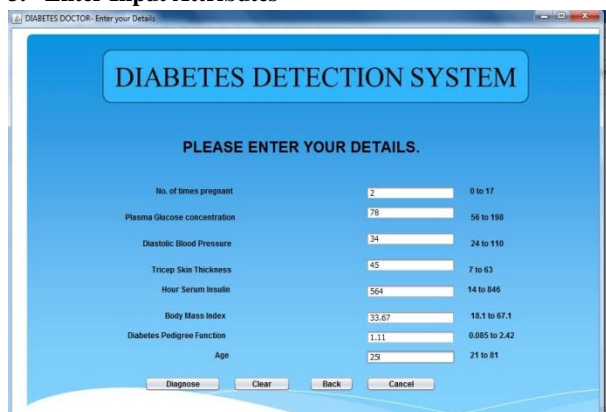 DIABETES DOCTOR- Enter your Details
DIABETES DETECTION SYSTEM
PLEASE ENTER YOUR DETAILS.
No. of times pregnant 2 0 to 17
Plasma Glucose concentration 78 56 to 198
Diastolic Blood Pressure 34 24 to 110
Tricep Skin Thickness 45 7 to 63
Hour Serum Insulin 564 14 to 846
Body Mass Index 33.67 18.1 to 67.1
Diabetes Pedigree Function 1.11 0.085 to 2.42
Age 25 21 to 81
Diagnose Clear Back Cancel